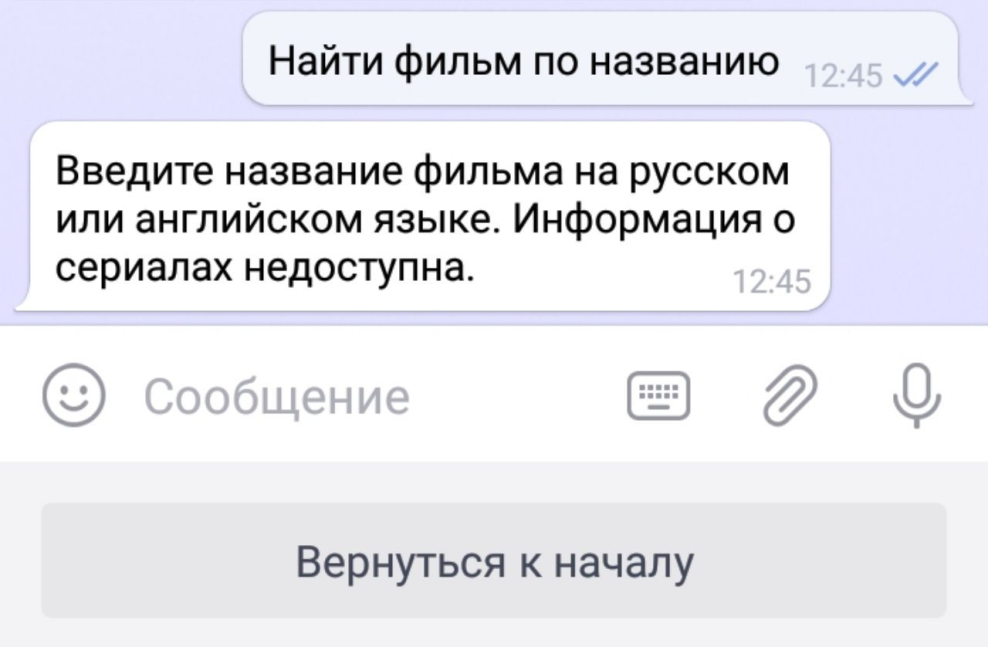 Найти фильм по названию
12:45
Введите название фильма на русском
или английском языке. Информация о
сериалах недоступна.
12:45
Сообщение
Вернуться к началу